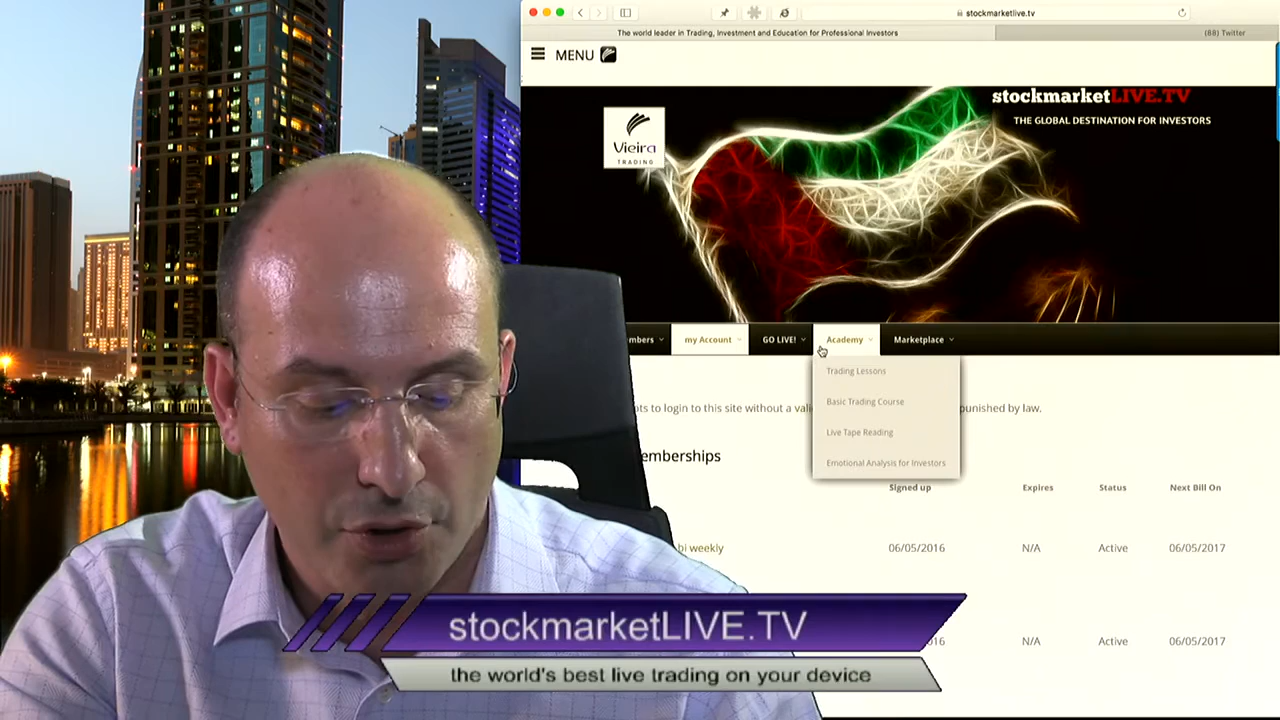 stockmarketlive.tv
The world leader in Trading, Investment and Education for Professional Investors
(88) Twitter
MENU
stockmarketLIVE.TV
THE GLOBAL DESTINATION FOR INVESTORS
Vieira
TRADING
mbers
my Account
GO LIVE!
Academy
Marketplace
Trading Lessons
Basic Trading Course
Live Tape Reading
Emotional Analysis for Investors
pts to login to this site without a vali
punished by law.
emberships
Signed up
Expires
Status
Next Bill On
bi weekly
06/05/2016
N/A
Active
06/05/2017
016
N/A
Active
06/05/2017
stockmarketLIVE.TV
the world's best live trading on your device